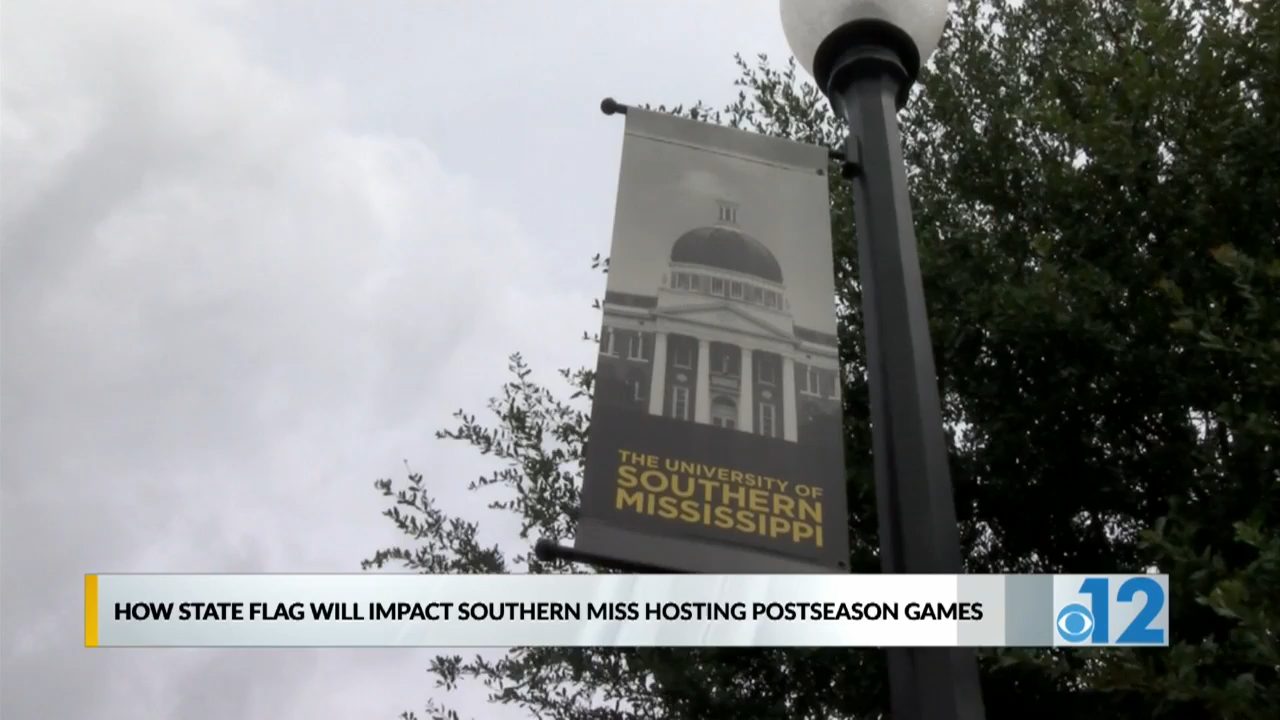 THE UNIVERSITY OF
SOUTHERN
MISSISSIPPI
HOW STATE FLAG WILL IMPACT SOUTHERN MISS HOSTING POSTSEASON GAMES
12